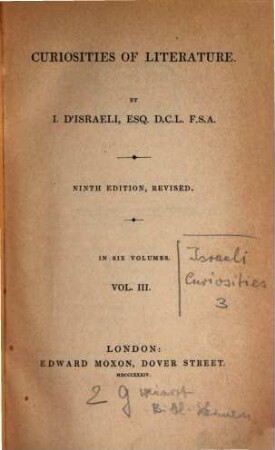 CURIOSITIES OF LITERATURE.
BY
I. D'ISRAELI, ESQ. D.C.L. F.S.A.
NINTH EDITION, REVISED.
IN SIX VOLUMES.
VOL. III.
Israeli
Curiosities
3
LONDON:
EDWARD MOXON, DOVER STREET.
MDCCCXXXIV.
2 g